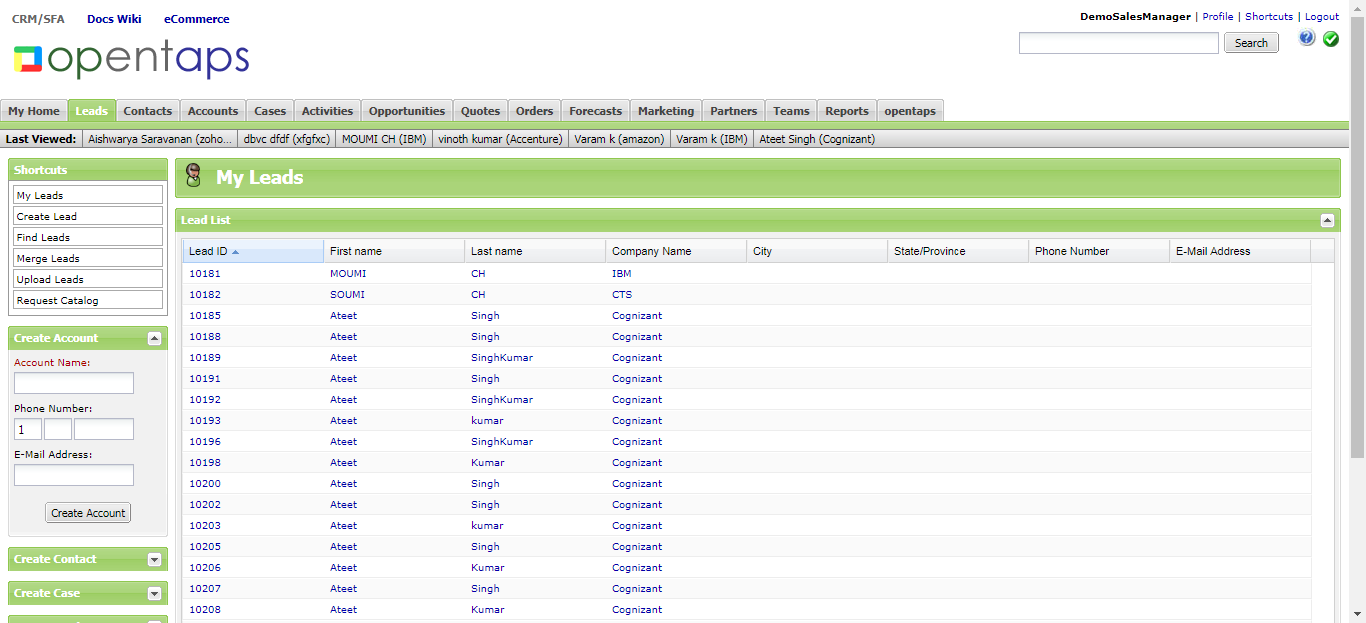 CRM/SFA Docs Wiki eCommerce
DemoSalesManager | Profile | Shortcuts | Logout
opentaps
Search
My Home Leads Contacts Accounts Cases Activities Opportunities Quotes Orders Forecasts Marketing Partners Teams Reports opentaps
Last Viewed: Aishwarya Saravanan (zoho... dbvc dfdf (xfgfxc) MOUMI CH (IBM) vinoth kumar (Accenture) Varam k (amazon) Varam k (IBM) Ateet Singh (Cognizant)
Shortcuts
My Leads
Create Lead
Find Leads
Merge Leads
Upload Leads
Request Catalog
Create Account
Account Name:
Phone Number:
1
E-Mail Address:
Create Account
Create Contact
Create Case
My Leads
Lead List
Lead ID First name Last name Company Name City State/Province Phone Number E-Mail Address
10181 MOUMI CH IBM
10182 SOUMI CH CTS
10185 Ateet Singh Cognizant
10188 Ateet Singh Cognizant
10189 Ateet SinghKumar Cognizant
10191 Ateet Singh Cognizant
10192 Ateet SinghKumar Cognizant
10193 Ateet kumar Cognizant
10196 Ateet SinghKumar Cognizant
10198 Ateet Kumar Cognizant
10200 Ateet Singh Cognizant
10202 Ateet Singh Cognizant
10203 Ateet kumar Cognizant
10205 Ateet Singh Cognizant
10206 Ateet Kumar Cognizant
10207 Ateet Singh Cognizant
10208 Ateet Kumar Cognizant